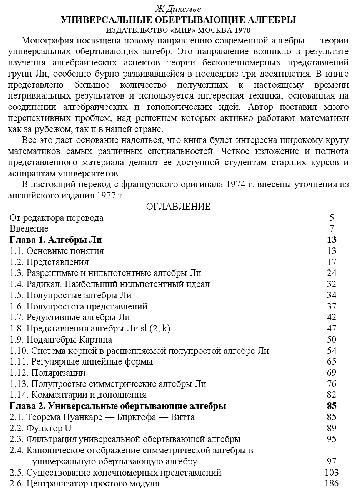 Ж.Диксмье
УНИВЕРСАЛЬНЫЕ ОБЕРТЫВАЮЩИЕ АЛГЕБРЫ
ИЗДАТЕЛЬСТВО «МИР» МОСКВА 1978
Монография посвящена новому направлению современной алгебры — теории
универсальных обертывающих алгебр. Это направление возникло в результате
изучения алгебраических аспектов теории бесконечномерных представлений
групп Ли, особенно бурно развивавшейся в последние три десятилетия. В книге
представлено большое количество полученных к настоящему времени
нетривиальных результатов и используется интересная техника, основанная на
соединении алгебраических и топологических идей. Автор поставил много
перспективных проблем, над решением которых активно работают математики
как за рубежом, так и в нашей стране.
Все это дает основание надеяться, что книга будет интересна широкому кругу
математиков самых различных специальностей. Четкое изложение и полнота
представленного материала делают ее доступной студентам старших курсов и
аспирантам университетов.
В настоящий перевод с французского оригинала 1974 г. внесены уточнения из
английского издания 1977 г.
ОГЛАВЛЕНИЕ
От редактора перевода 5
Введение 7
Глава 1. Алгебры Ли 13
1.1. Основные понятия 13
1.2. Представления 17
1.3. Разрешимые и нильпотентные алгебры Ли 24
1.4. Радикал. Наибольший нильпотентный идеал 32
1.5. Полупростые алгебры Ли 34
1.6. Полупростота представлений 37
1.7. Редуктивные алгебры Ли 42
1.8. Представления алгебры Ли sl (2, k) 47
1.9. Подалгебры Картана 50
1.10. Система корней в расщепляемой полупростой алгебре Ли 54
1.11. Регулярные линейные формы 65
1.12. Поляризации 69
1.13. Полупростые симметрические алгебры Ли 76
1.14. Комментарии и дополнения 82
Глава 2. Универсальные обертывающие алгебры 85
2.1. Теорема Пуанкаре — Биркгофа — Витта 85
2.2. Функтор U 89
2.3. Фильтрация универсальной обертывающей алгебры 95
2.4. Каноническое отображение симметрической алгебры в
универсальную обертывающую алгебру 97
2.5. Существование конечномерных представлений 103
2.6. Централизатор простого модуля 186